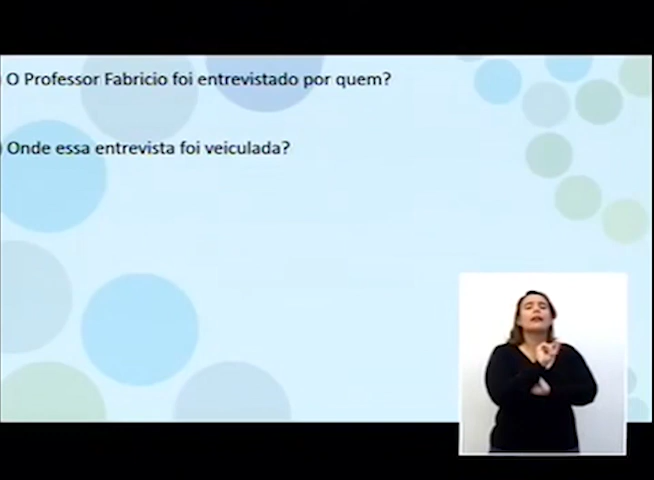 ) O Professor Fabricio foi entrevistado por quem?
) Onde essa entrevista foi veiculada?